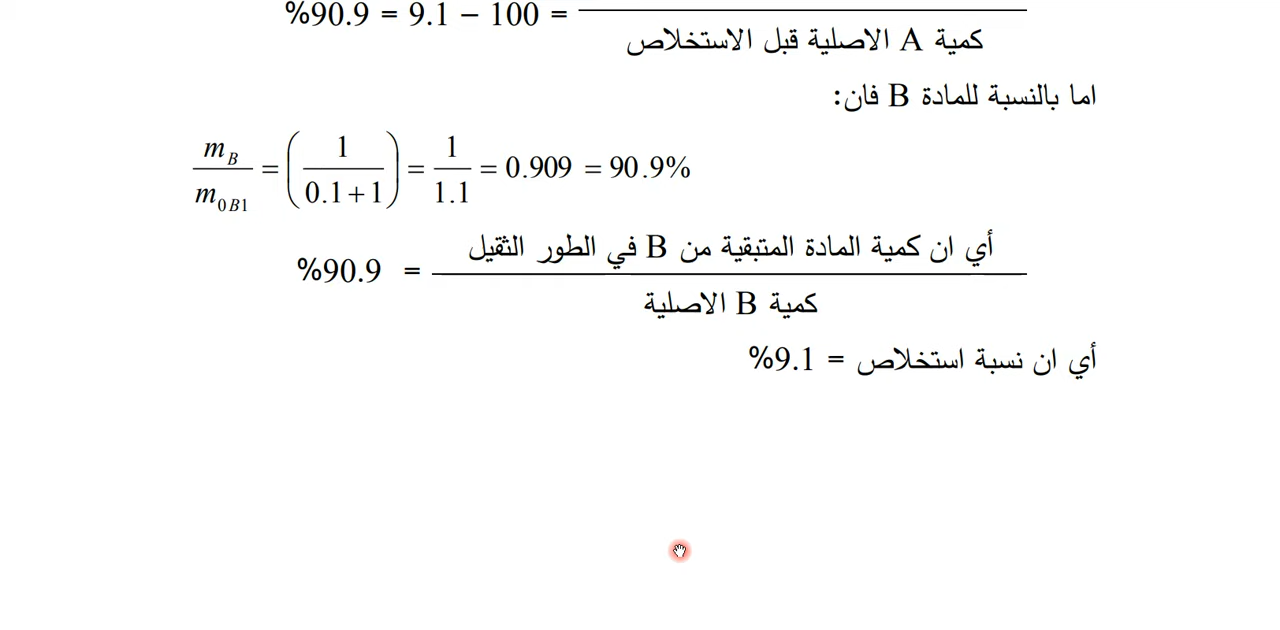 = 100 − 9.1 = 90.9%
كمية A الاصلية قبل الاستخلاص
اما بالنسبة للمادة B فان:
m_B / m_0B1 = (1 / (0.1 + 1)) = 1 / 1.1 = 0.909 = 90.9%
أي ان كمية المادة المتبقية من B في الطور الثقيل
= 90.9%
كمية B الاصلية
أي ان نسبة استخلاص = 9.1%